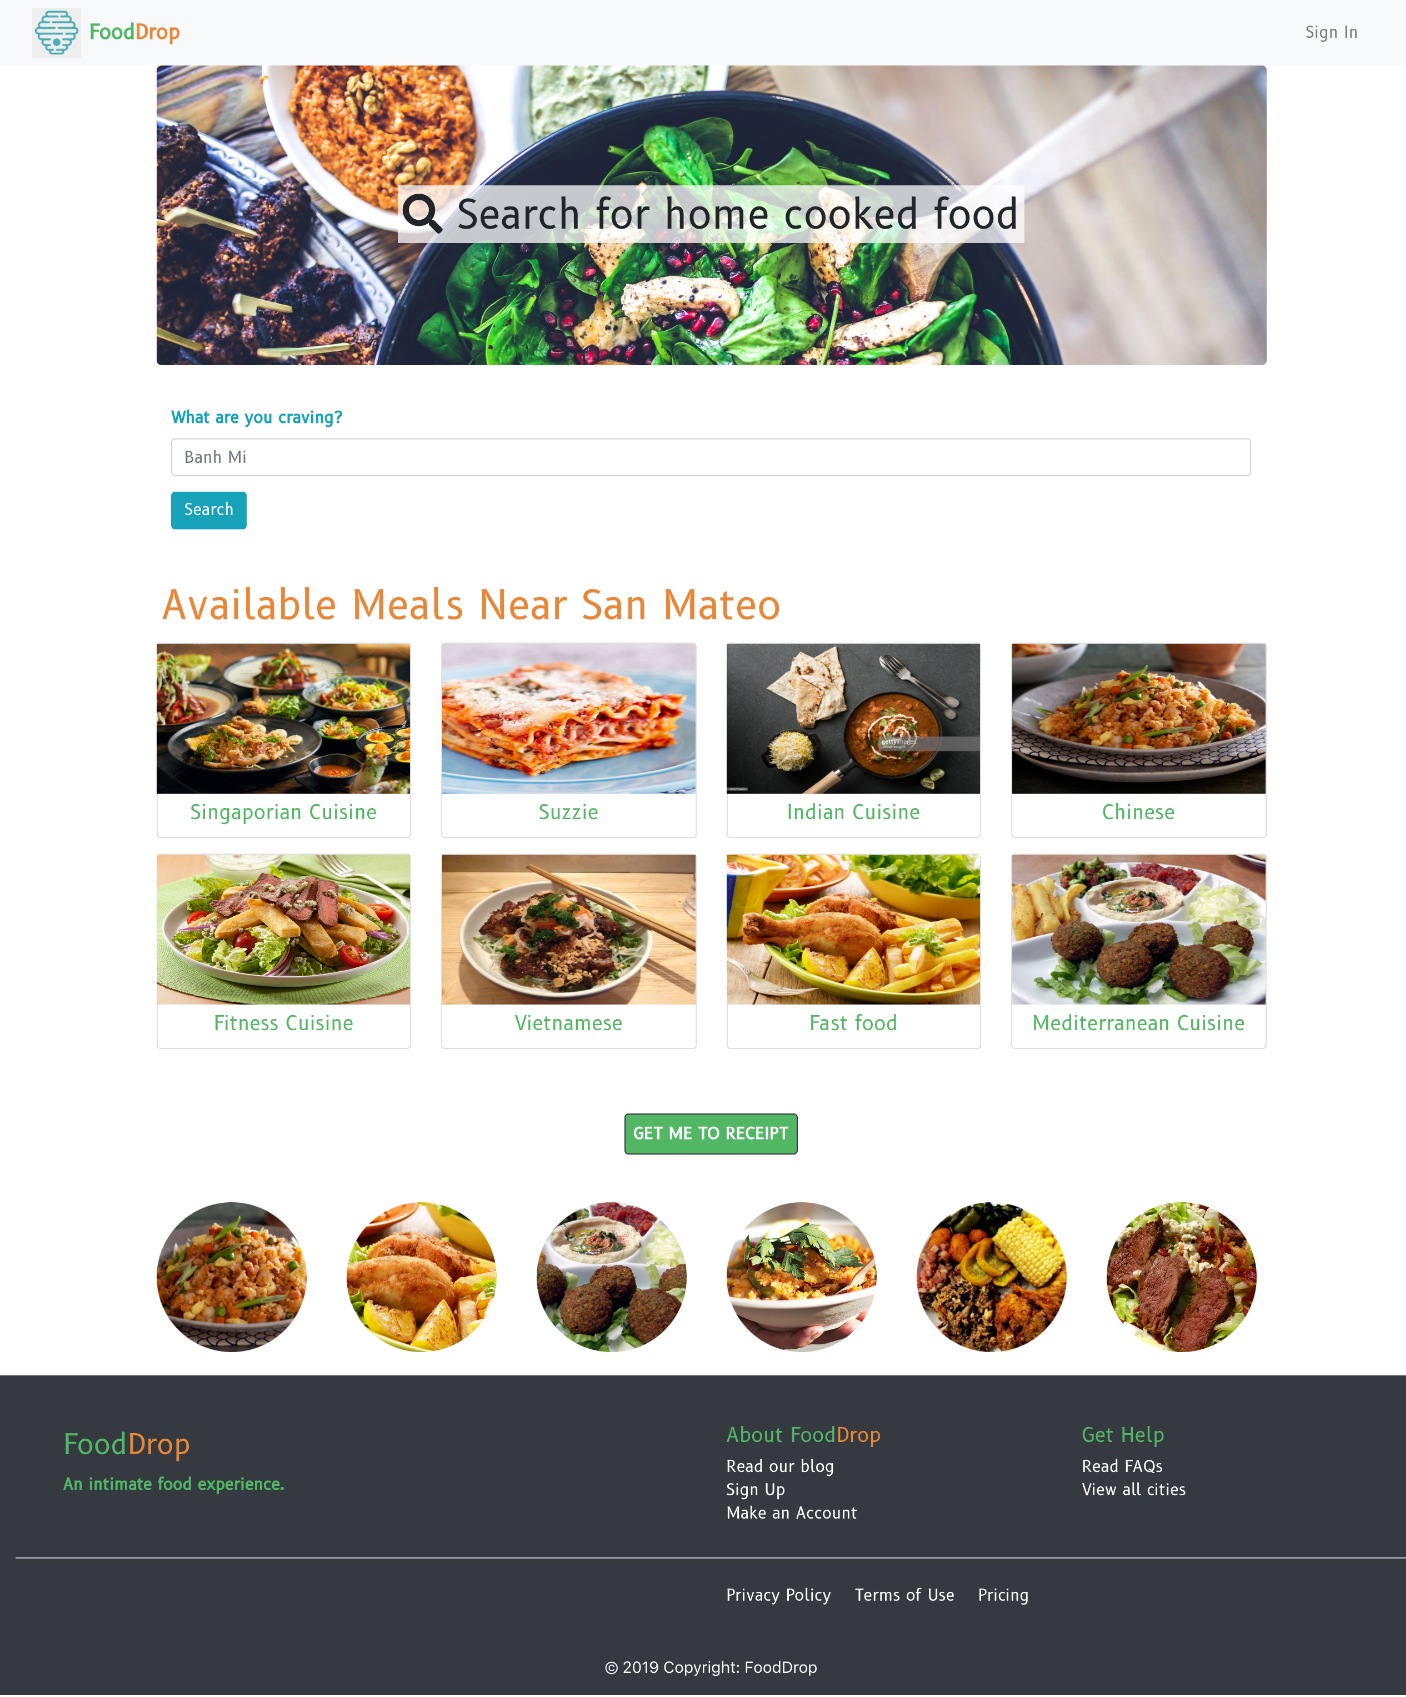 FoodDrop
Sign In
Search for home cooked food
What are you craving?
Banh Mi
Search
Available Meals Near San Mateo
gettyimages
Singaporian Cuisine
Suzzie
Indian Cuisine
Chinese
Fitness Cuisine
Vietnamese
Fast food
Mediterranean Cuisine
GET ME TO RECEIPT
FoodDrop
An intimate food experience.
About FoodDrop
Read our blog
Sign Up
Make an Account
Get Help
Read FAQs
View all cities
Privacy Policy
Terms of Use
Pricing
© 2019 Copyright: FoodDrop